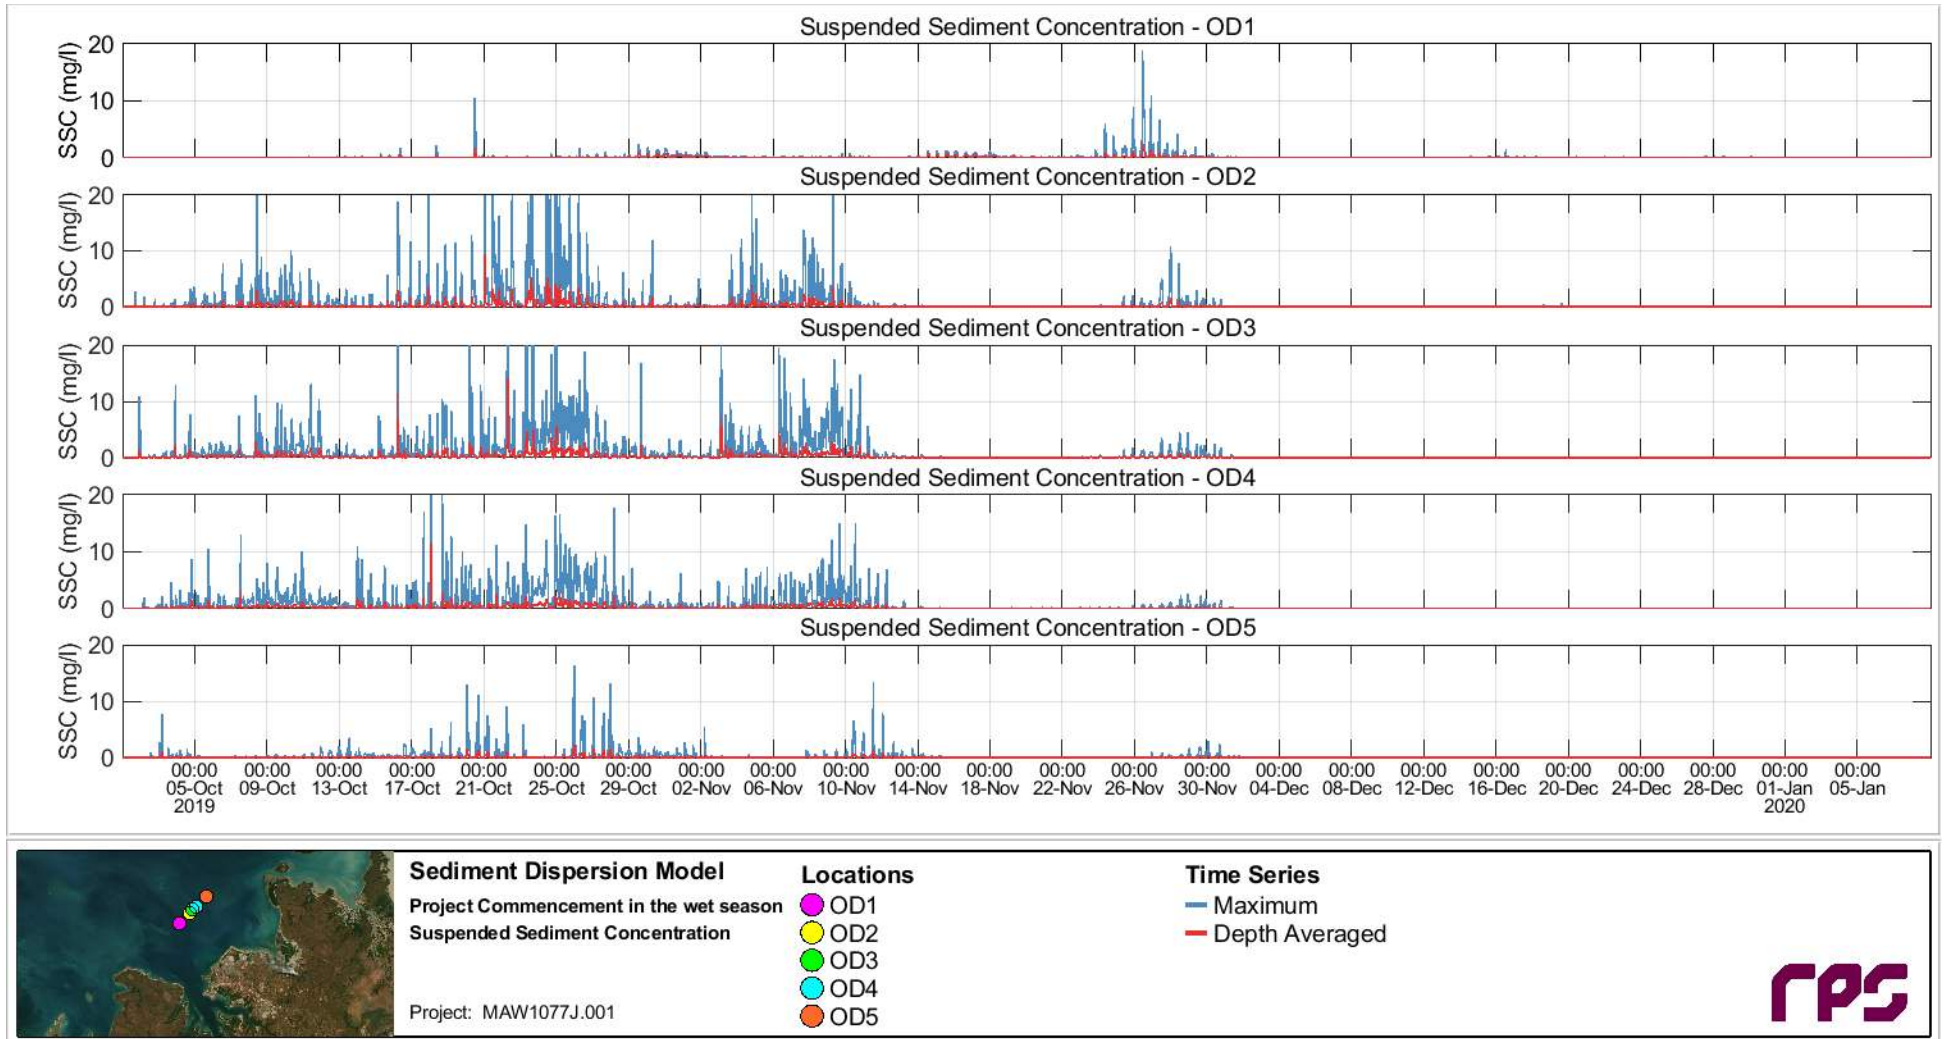 Suspended Sediment Concentration - OD1
SSC (mg/l)
20
10
0
Suspended Sediment Concentration - OD2
SSC (mg/l)
20
10
0
Suspended Sediment Concentration - OD3
SSC (mg/l)
20
10
0
Suspended Sediment Concentration - OD4
SSC (mg/l)
20
10
0
Suspended Sediment Concentration - OD5
SSC (mg/l)
20
10
0
00:00 00:00 00:00 00:00 00:00 00:00 00:00 00:00 00:00 00:00 00:00 00:00 00:00 00:00 00:00 00:00 00:00 00:00 00:00 00:00 00:00 00:00 00:00 00:00
05-Oct 09-Oct 13-Oct 17-Oct 21-Oct 25-Oct 29-Oct 02-Nov 06-Nov 10-Nov 14-Nov 18-Nov 22-Nov 26-Nov 30-Nov 04-Dec 08-Dec 12-Dec 16-Dec 20-Dec 24-Dec 28-Dec 01-Jan 05-Jan
2019 2020
Sediment Dispersion Model
Project Commencement in the wet season
Suspended Sediment Concentration
Project: MAW1077J.001
Locations
OD1
OD2
OD3
OD4
OD5
Time Series
Maximum
Depth Averaged
rps